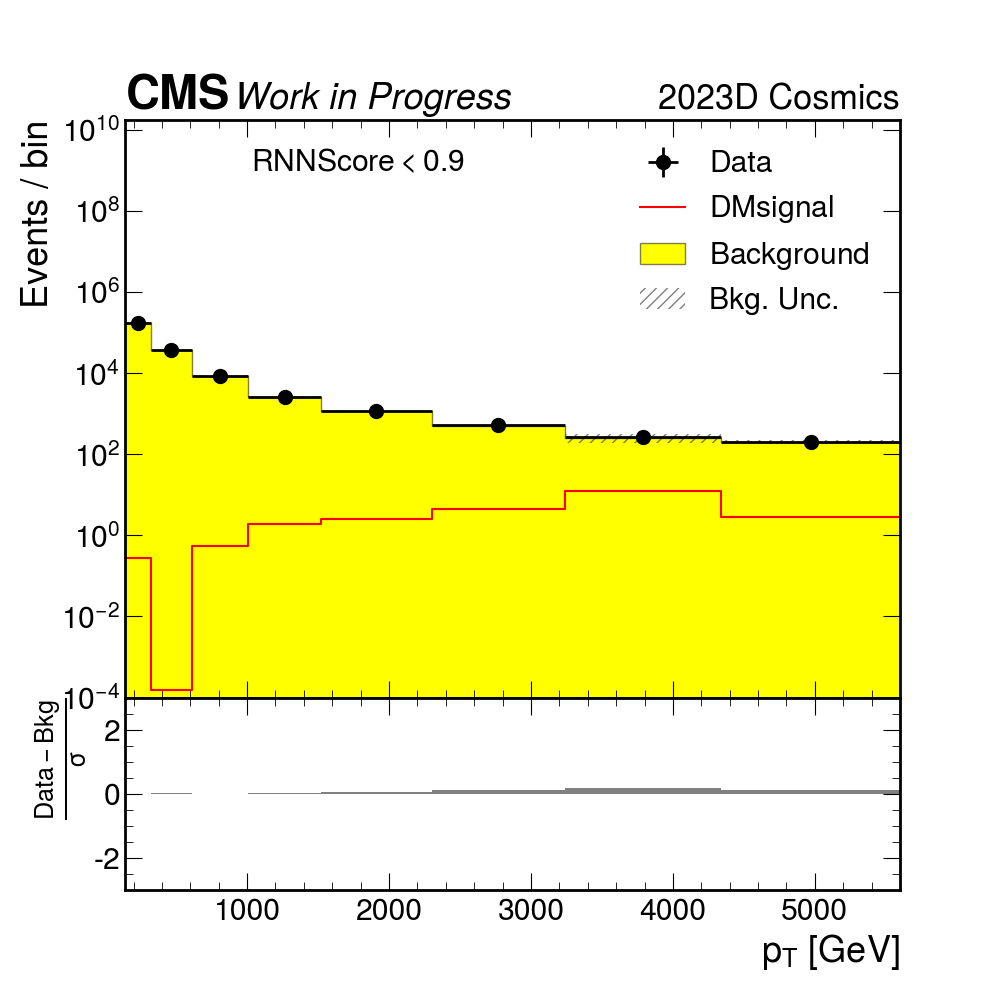 CMS Work in Progress 2023D Cosmics
Events / bin
10^10
10^8
10^6
10^4
10^2
10^0
10^−2
10^−4
RNNScore < 0.9
Data
DMsignal
Background
Bkg. Unc.
Data − Bkg
σ
2
0
-2
1000 2000 3000 4000 5000
p_T [GeV]